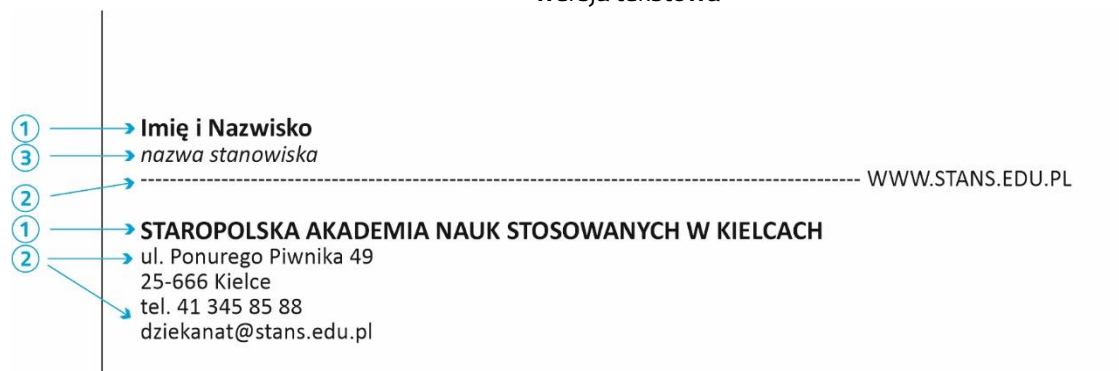 wersja tekstowa
1 Imię i Nazwisko
3 nazwa stanowiska
2 ---------------------------------------------------------------------------------------- WWW.STANS.EDU.PL
1 STAROPOLSKA AKADEMIA NAUK STOSOWANYCH W KIELCACH
2 ul. Ponurego Piwnika 49
25-666 Kielce
tel. 41 345 85 88
dziekanat@stans.edu.pl